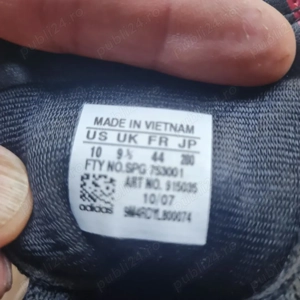 MADE IN VIETNAM
US UK FR JP
10 9½ 44 280
FTY NO.SPG 753001
ART NO. 915035
10/07
adidas